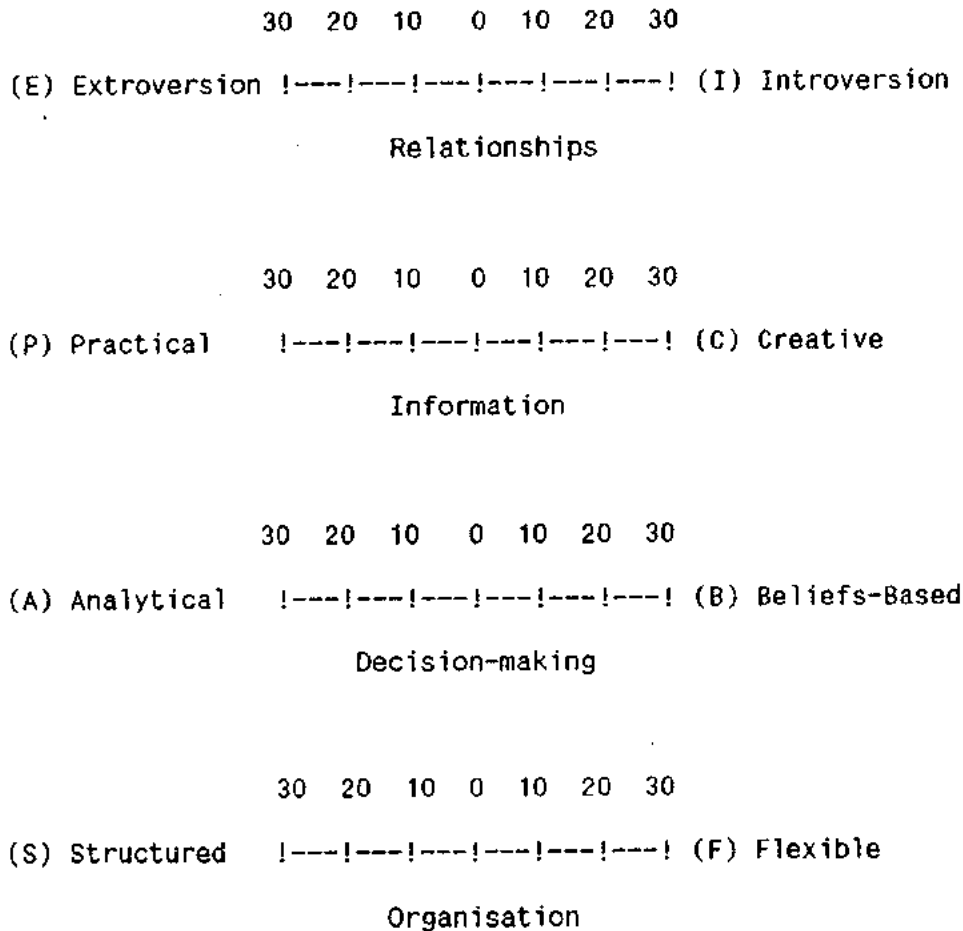 30 20 10 0 10 20 30
(E) Extroversion !---!---!---!---!---!---! (I) Introversion
Relationships
30 20 10 0 10 20 30
(P) Practical !---!---!---!---!---!---! (C) Creative
Information
30 20 10 0 10 20 30
(A) Analytical !---!---!---!---!---!---! (B) Beliefs-Based
Decision-making
30 20 10 0 10 20 30
(S) Structured !---!---!---!---!---!---! (F) Flexible
Organisation